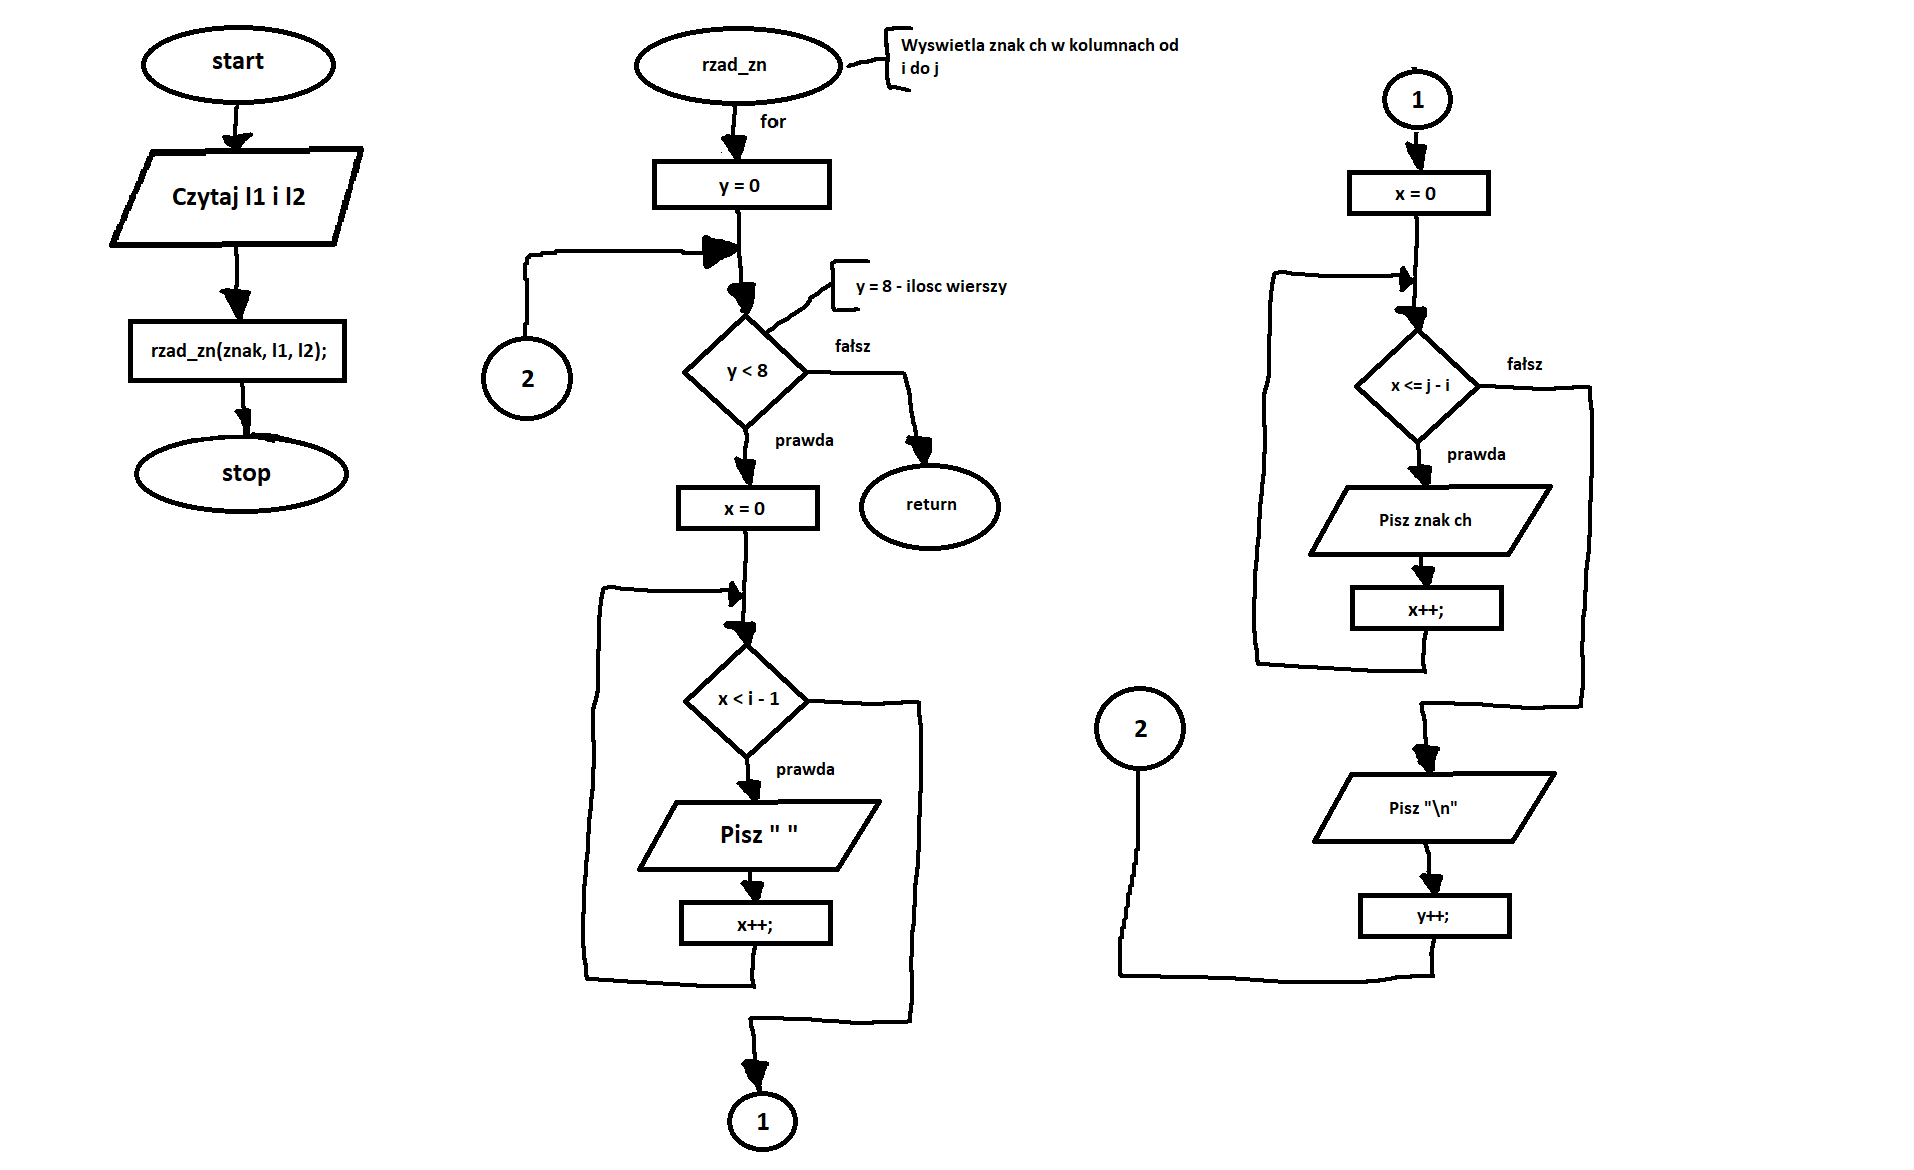 start
Czytaj l1 i l2
rzad_zn(znak, l1, l2);
stop
rzad_zn
Wyswietla znak ch w kolumnach od
i do j
for
y = 0
2
y = 8 - ilosc wierszy
y < 8
fałsz
prawda
return
x = 0
x < i - 1
prawda
Pisz " "
x++;
1
1
x = 0
x <= j - i
fałsz
prawda
Pisz znak ch
x++;
2
Pisz "\n"
y++;